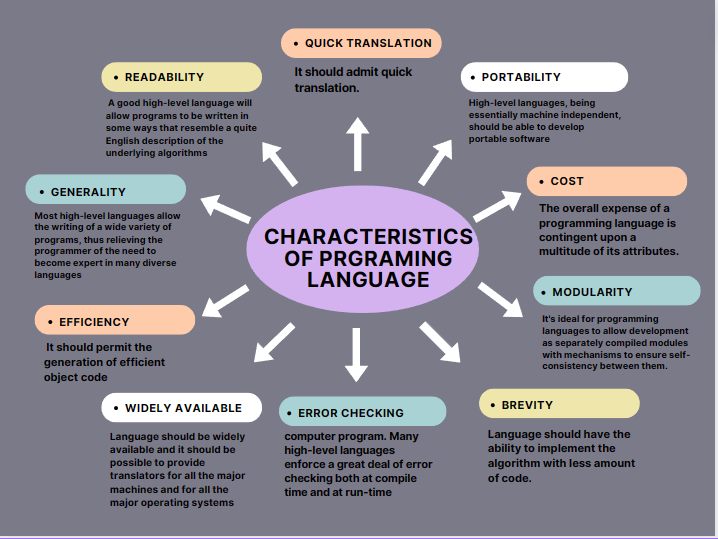 • QUICK TRANSLATION
It should admit quick
translation.
• READABILITY
A good high-level language will
allow programs to be written in
some ways that resemble a quite
English description of the
underlying algorithms
• PORTABILITY
High-level languages, being
essentially machine independent,
should be able to develop
portable software
• GENERALITY
Most high-level languages allow
the writing of a wide variety of
programs, thus relieving the
programmer of the need to
become expert in many diverse
languages
• COST
The overall expense of a
programming language is
contingent upon a
multitude of its attributes.
CHARACTERISTICS
OF PRGRAMING
LANGUAGE
• EFFICIENCY
It should permit the
generation of efficient
object code
• MODULARITY
It's ideal for programming
languages to allow development
as separately compiled modules
with mechanisms to ensure self-
consistency between them.
• WIDELY AVAILABLE
Language should be widely
available and it should be
possible to provide
translators for all the major
machines and for all the
major operating systems
• ERROR CHECKING
computer program. Many
high-level languages
enforce a great deal of error
checking both at compile
time and at run-time
• BREVITY
Language should have the
ability to implement the
algorithm with less amount
of code.